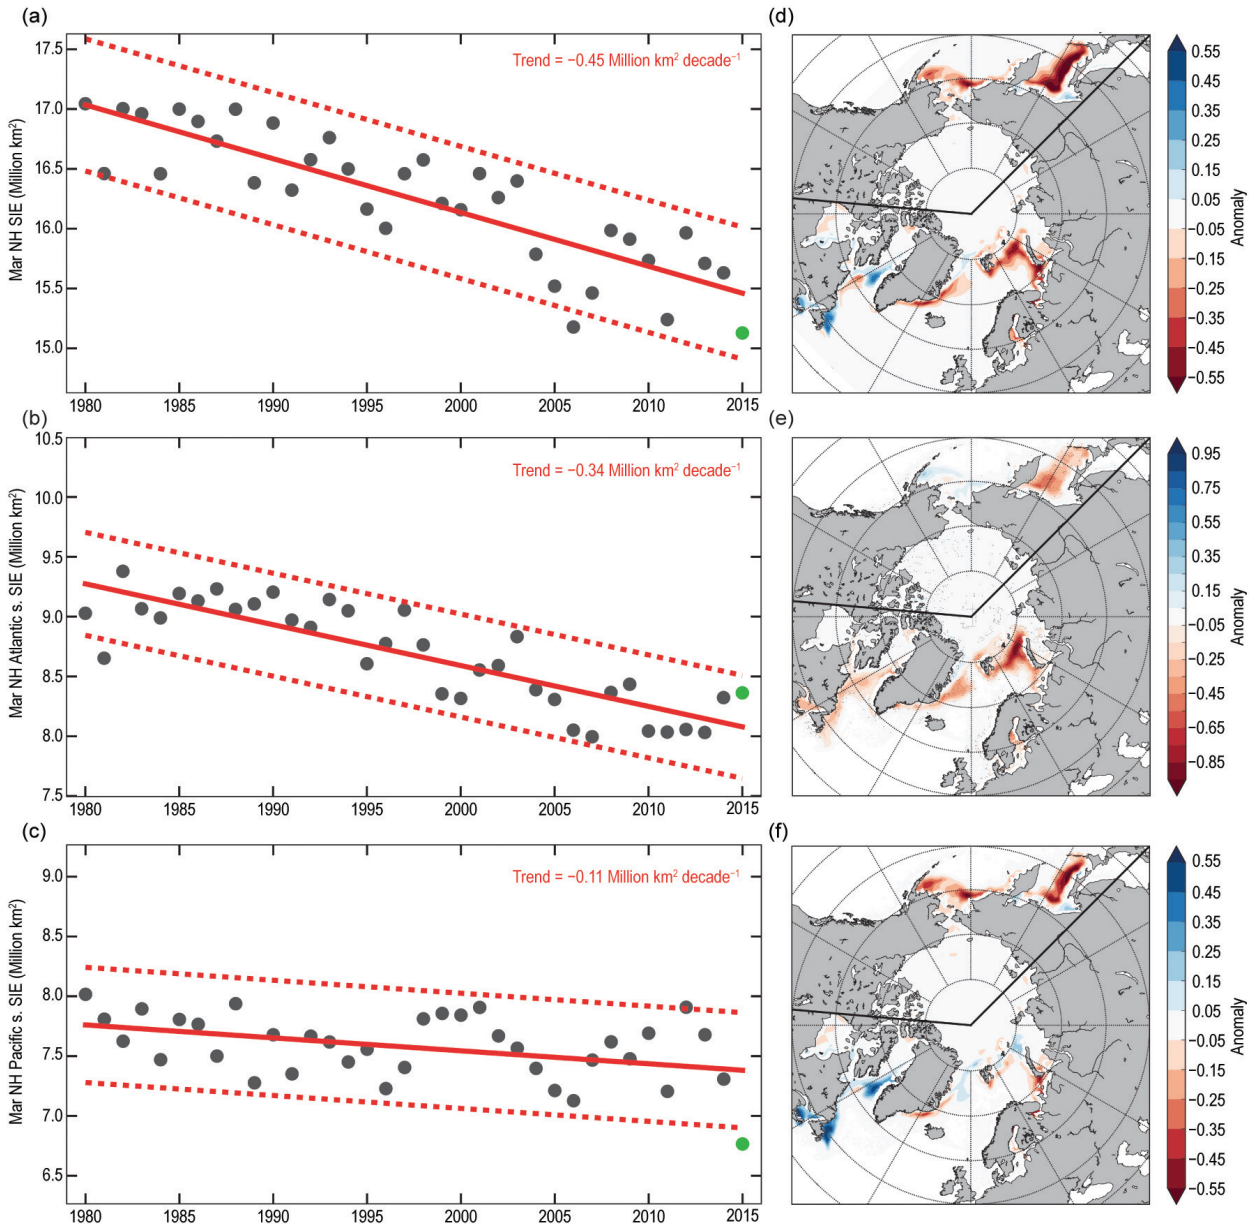 (a)
Mar NH SIE (Million km²)
17.5
17.0
16.5
16.0
15.5
15.0
Trend = −0.45 Million km² decade⁻¹
1980 1985 1990 1995 2000 2005 2010 2015
(d)
0.55
0.45
0.35
0.25
0.15
0.05
−0.05
−0.15
−0.25
−0.35
−0.45
−0.55
Anomaly
(b)
Mar NH Atlantic s. SIE (Million km²)
10.5
10.0
9.5
9.0
8.5
8.0
7.5
Trend = −0.34 Million km² decade⁻¹
1980 1985 1990 1995 2000 2005 2010 2015
(e)
0.95
0.75
0.55
0.35
0.15
−0.05
−0.25
−0.45
−0.65
−0.85
Anomaly
(c)
Mar NH Pacific s. SIE (Million km²)
9.0
8.5
8.0
7.5
7.0
6.5
Trend = −0.11 Million km² decade⁻¹
1980 1985 1990 1995 2000 2005 2010 2015
(f)
0.55
0.45
0.35
0.25
0.15
0.05
−0.05
−0.15
−0.25
−0.35
−0.45
−0.55
Anomaly